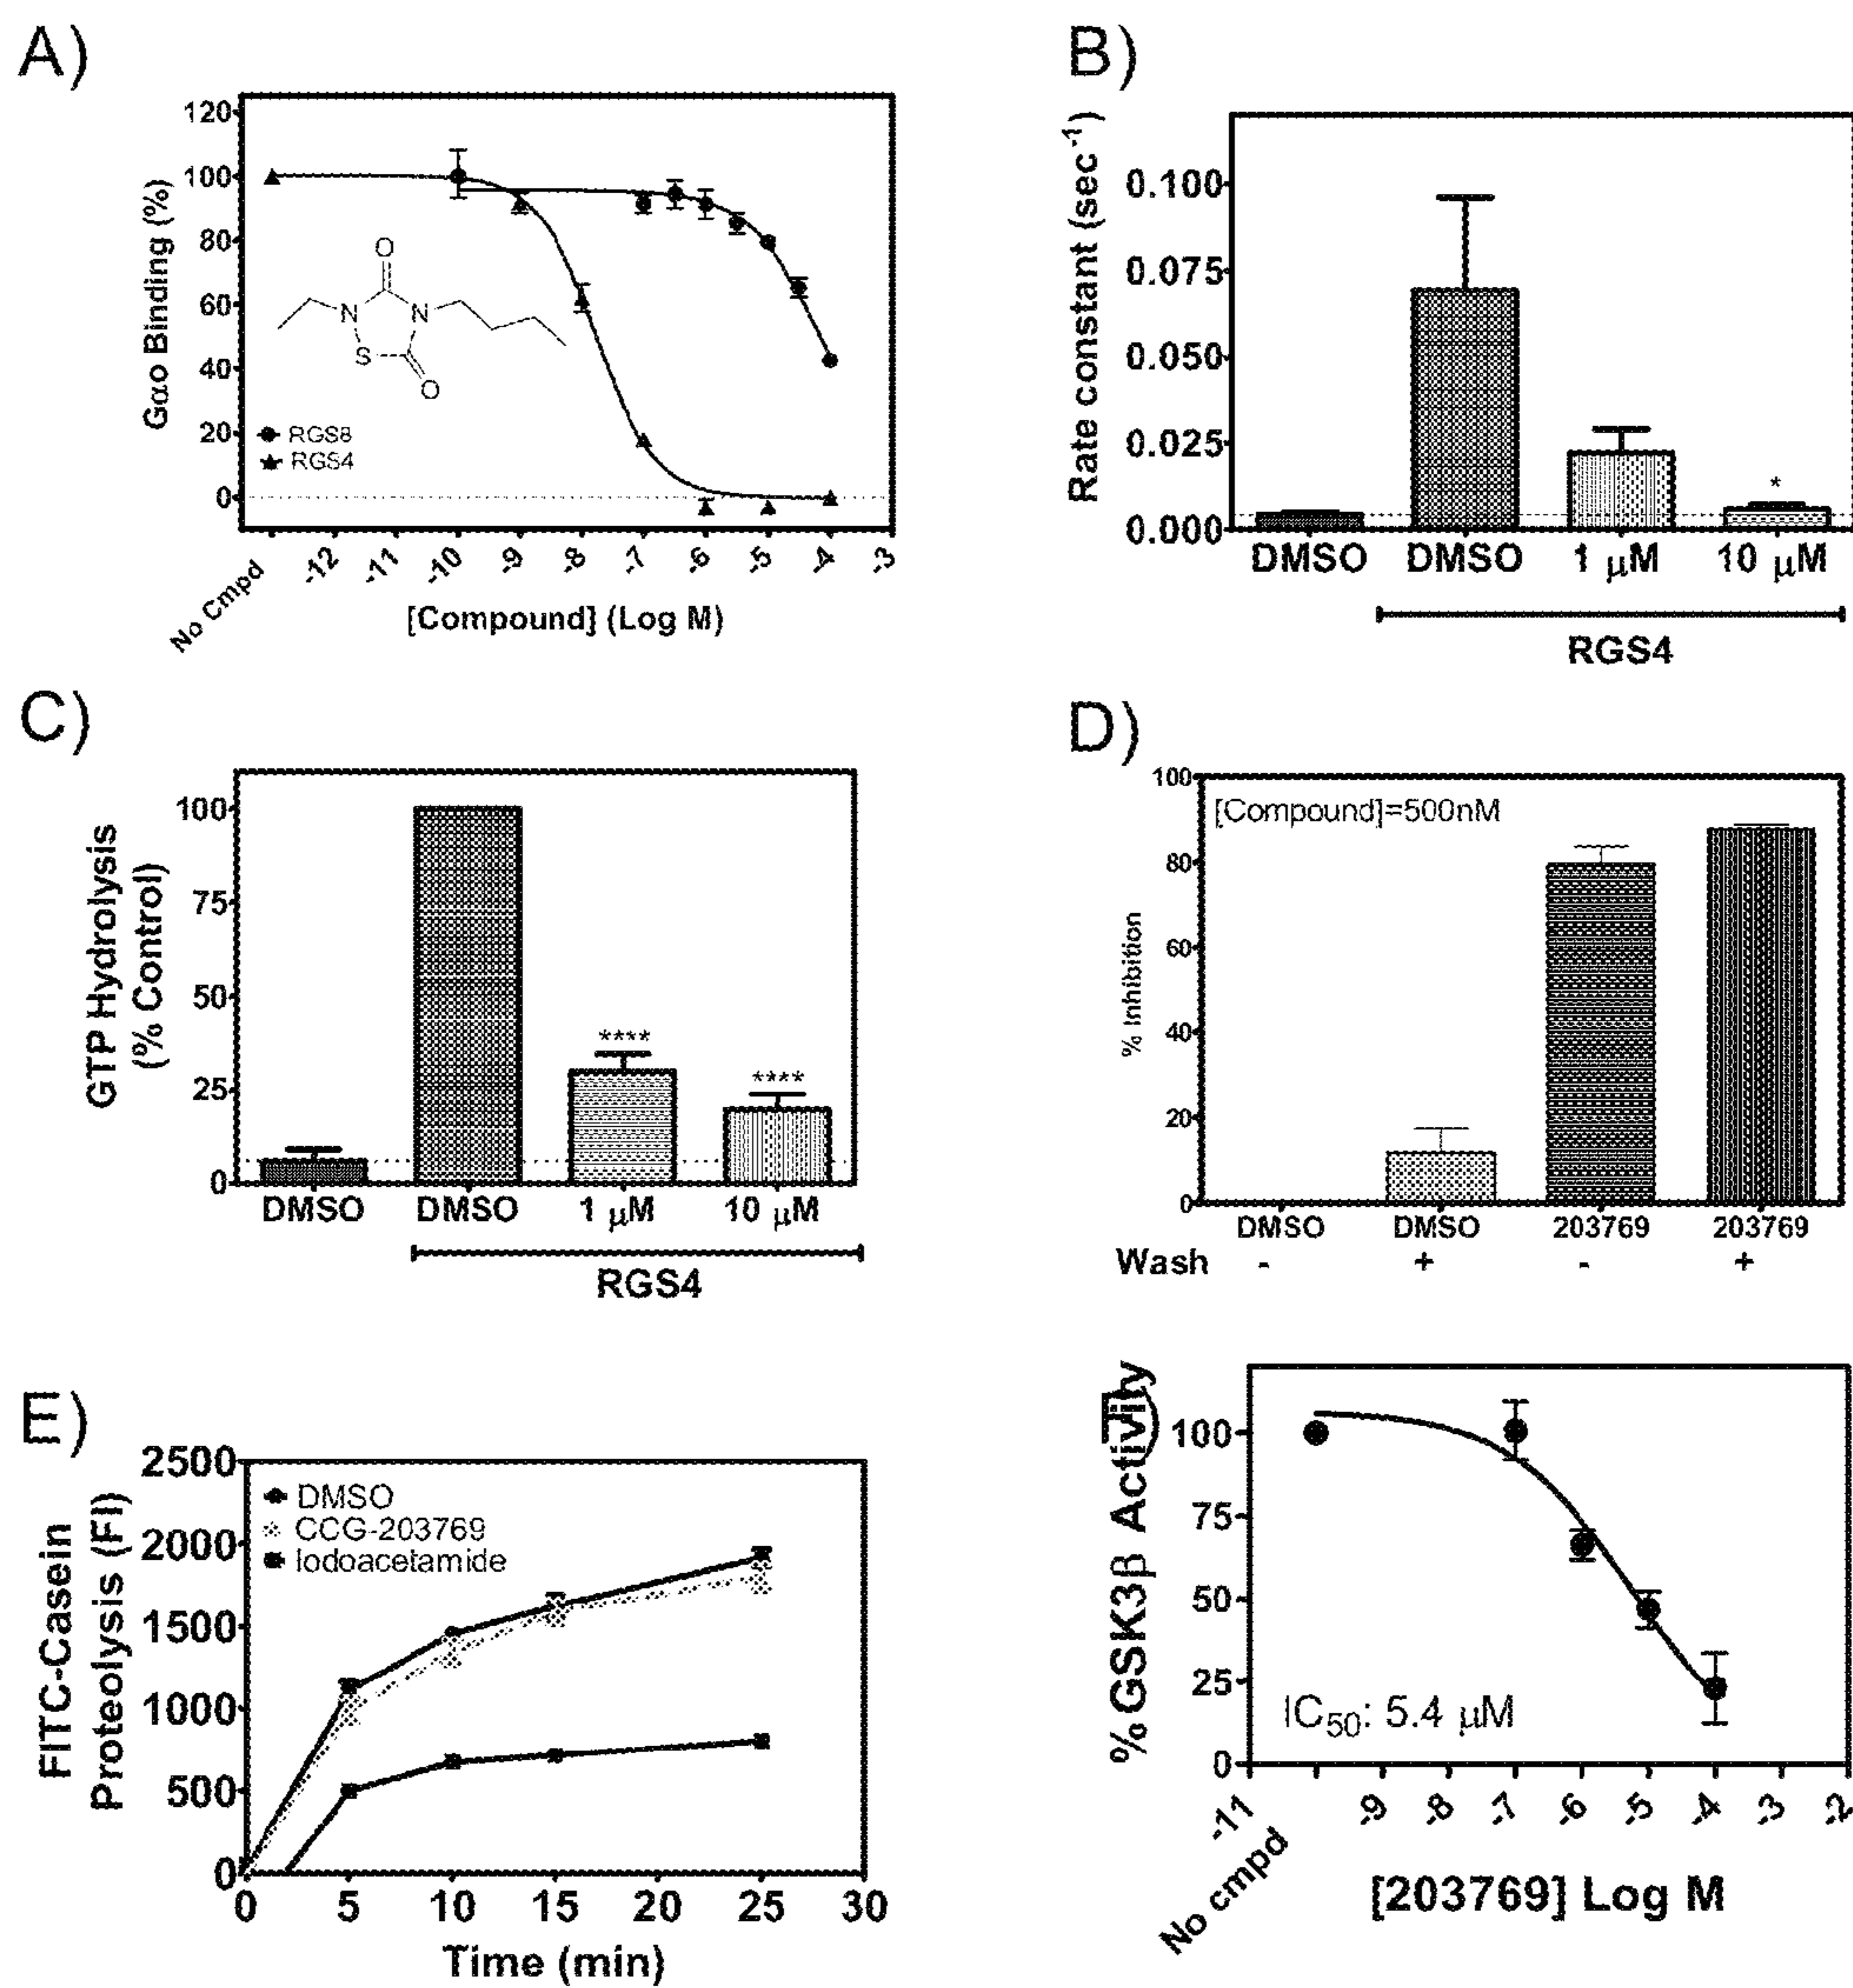 A)
120
100
80
60
40
20
0
Gαo Binding (%)
O
N
N
S
O
RGS8
RGS4
No Cmpd
-12
-11
-10
-9
-8
-7
-6
-5
-4
-3
[Compound] (Log M)
B)
Rate constant (sec-1)
0.100
0.075
0.050
0.025
0.000
*
DMSO DMSO 1 μM 10 μM
RGS4
C)
GTP Hydrolysis
(% Control)
100
75
50
25
0
****
****
DMSO DMSO 1 μM 10 μM
RGS4
D)
[Compound]=500nM
% Inhibition
100
80
60
40
20
0
DMSO DMSO 203769 203769
Wash - + - +
E)
FITC-Casein
Proteolysis (FI)
2500
2000
1500
1000
500
0
DMSO
CCG-203769
Iodoacetamide
0 5 10 15 20 25 30
Time (min)
F)
% GSK3β Activity
100
75
50
25
0
IC50: 5.4 μM
-11
No cmpd
-9
-8
-7
-6
-5
-4
-3
-2
[203769] Log M